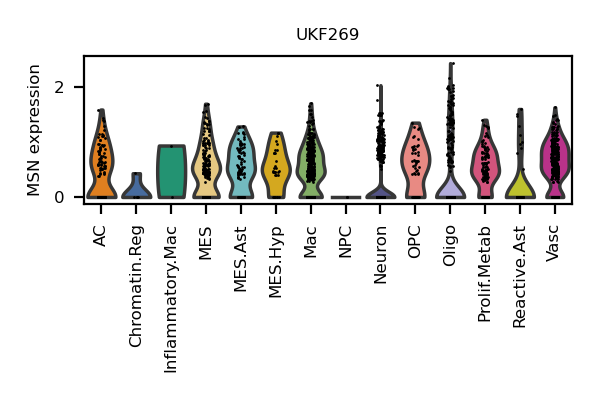 UKF269
MSN expression
2
0
AC
Chromatin.Reg
Inflammatory.Mac
MES
MES.Ast
MES.Hyp
Mac
NPC
Neuron
OPC
Oligo
Prolif.Metab
Reactive.Ast
Vasc